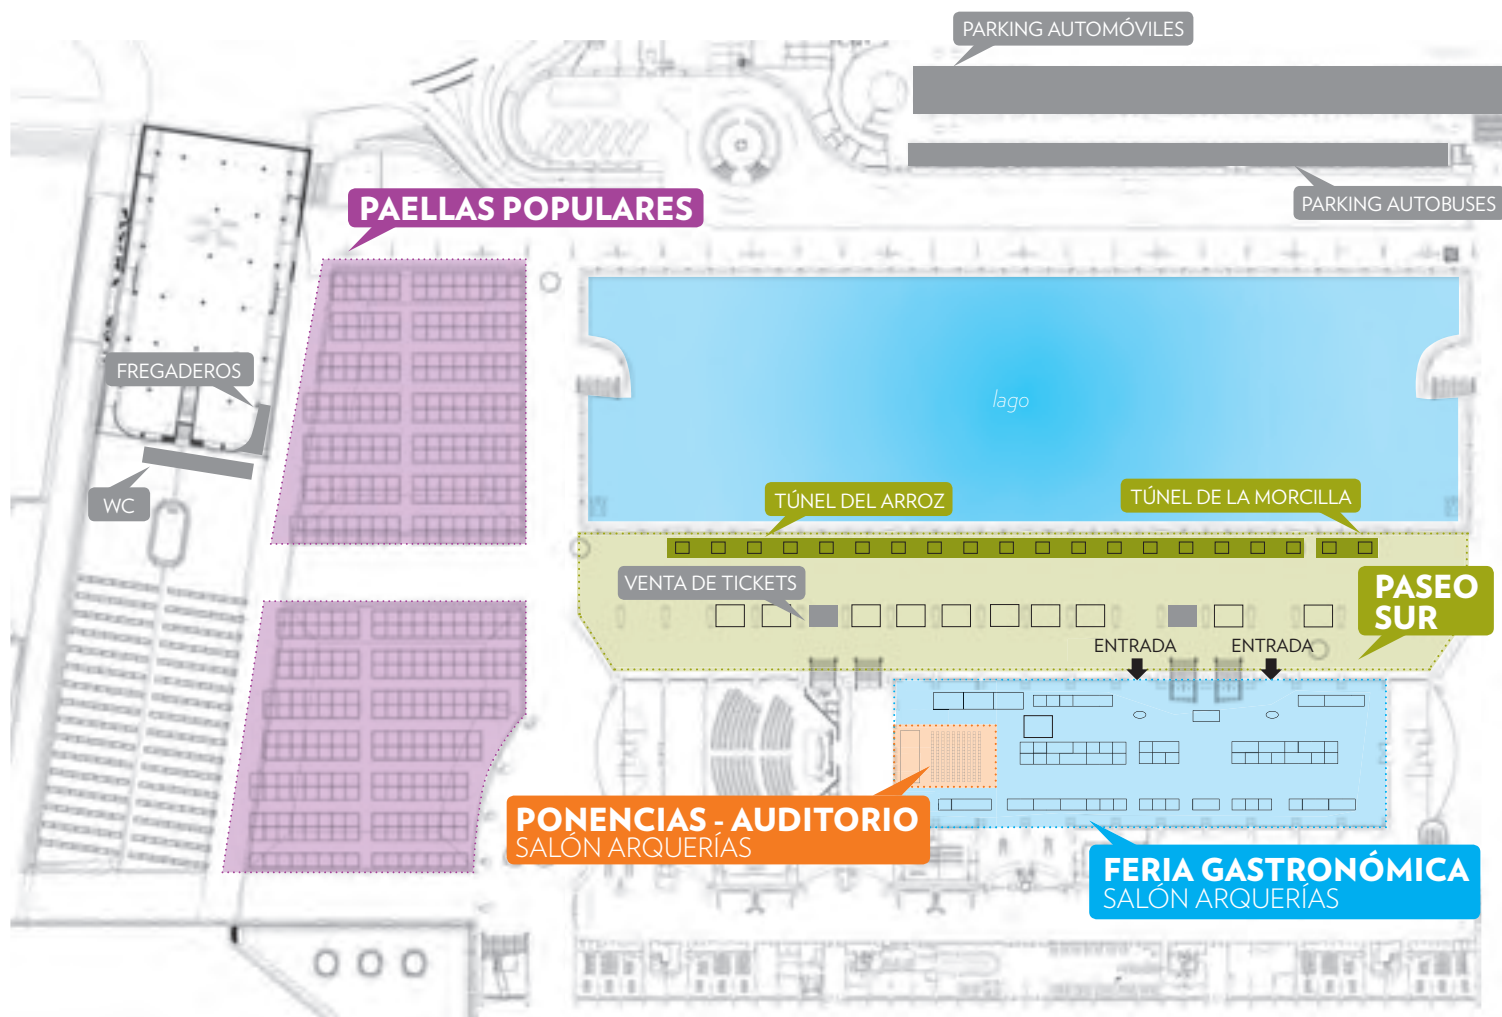 PARKING AUTOMÓVILES
PARKING AUTOBUSES
PAELLAS POPULARES
FREGADEROS
lago
WC
TÚNEL DEL ARROZ
TÚNEL DE LA MORCILLA
VENTA DE TICKETS
PASEO
SUR
ENTRADA
ENTRADA
PONENCIAS - AUDITORIO
SALÓN ARQUERÍAS
FERIA GASTRONÓMICA
SALÓN ARQUERÍAS